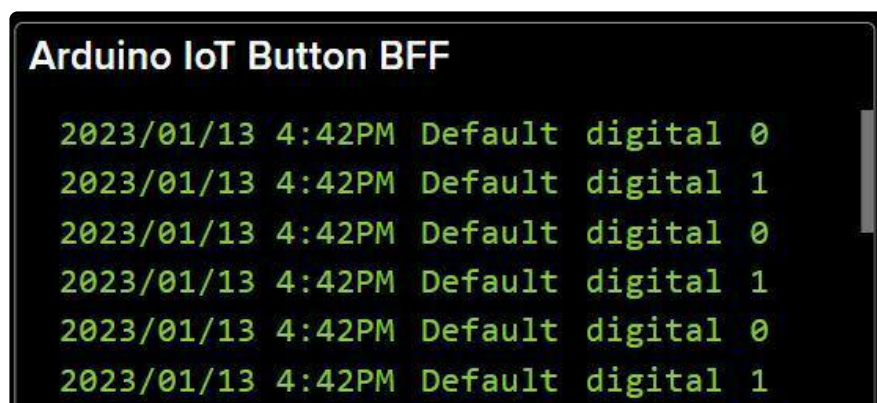 Arduino IoT Button BFF
2023/01/13 4:42PM Default digital 0
2023/01/13 4:42PM Default digital 1
2023/01/13 4:42PM Default digital 0
2023/01/13 4:42PM Default digital 1
2023/01/13 4:42PM Default digital 0
2023/01/13 4:42PM Default digital 1